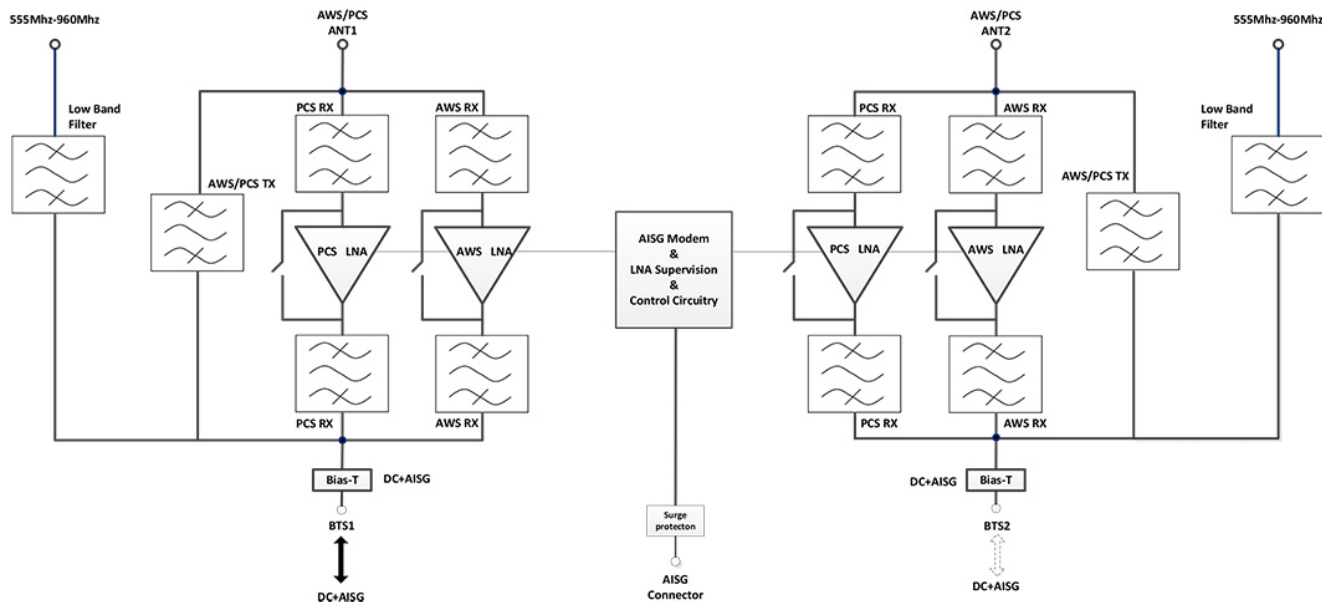 555Mhz-960Mhz
AWS/PCS
ANT1
AWS/PCS
ANT2
555Mhz-960Mhz
Low Band
Filter
PCS RX
AWS RX
PCS RX
AWS RX
Low Band
Filter
AWS/PCS TX
AWS/PCS TX
PCS LNA
AWS LNA
AISG Modem
&
LNA Supervision
&
Control Circuitry
PCS LNA
AWS LNA
PCS RX
AWS RX
PCS RX
AWS RX
Bias-T
DC+AISG
DC+AISG
Bias-T
Surge
protecton
BTS1
BTS2
DC+AISG
AISG
Connector
DC+AISG